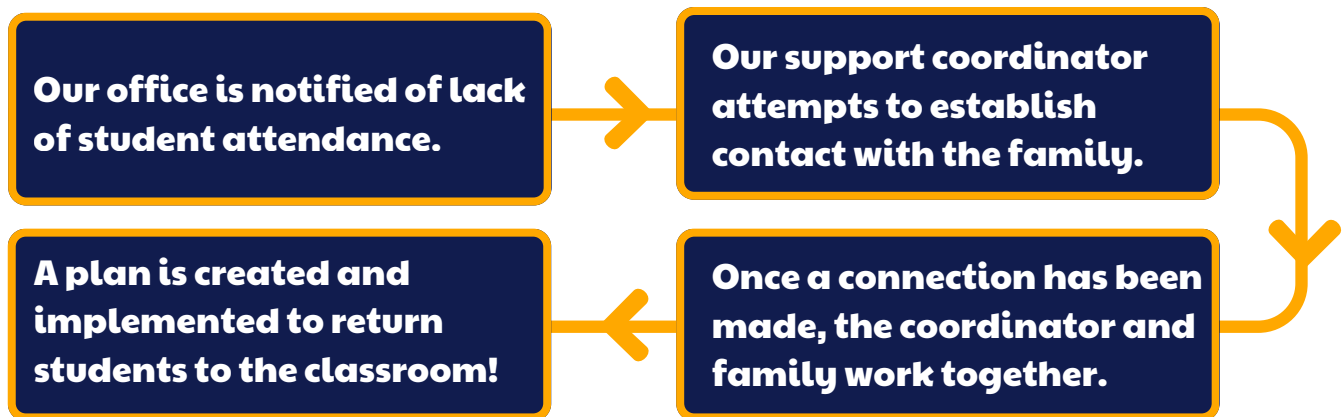 Our office is notified of lack
of student attendance.
Our support coordinator
attempts to establish
contact with the family.
Once a connection has been
made, the coordinator and
family work together.
A plan is created and
implemented to return
students to the classroom!